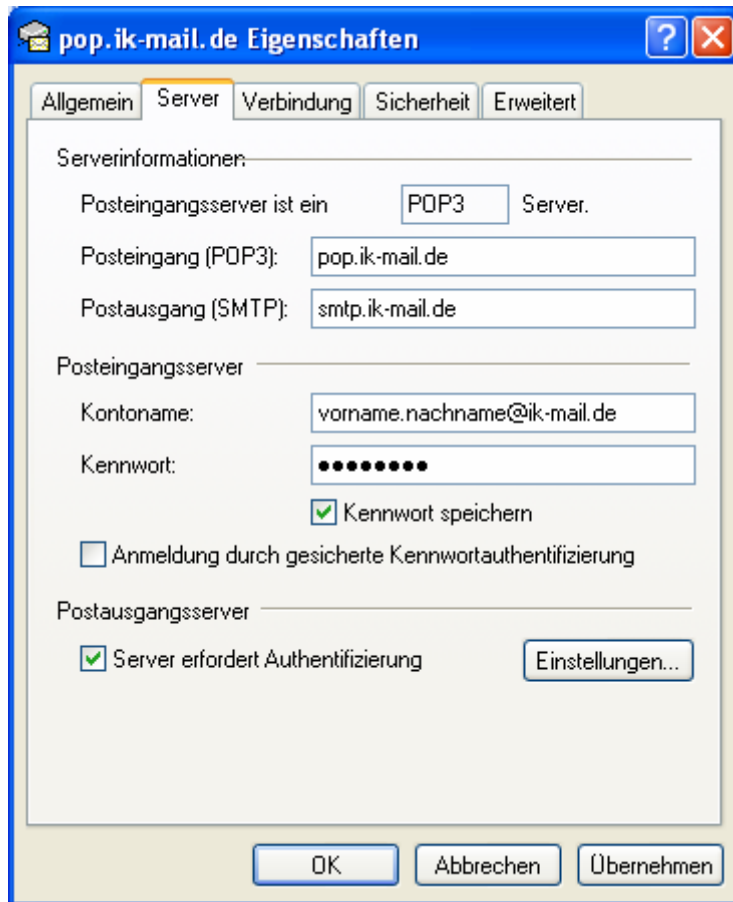 pop.ik-mail.de Eigenschaften
Allgemein Server Verbindung Sicherheit Erweitert
Serverinformationen
Posteingangsserver ist ein POP3 Server.
Posteingang (POP3): pop.ik-mail.de
Postausgang (SMTP): smtp.ik-mail.de
Posteingangsserver
Kontoname: vorname.nachname@ik-mail.de
Kennwort: ●●●●●●●●
Kennwort speichern
Anmeldung durch gesicherte Kennwortauthentifizierung
Postausgangsserver
Server erfordert Authentifizierung Einstellungen...
OK Abbrechen Übernehmen